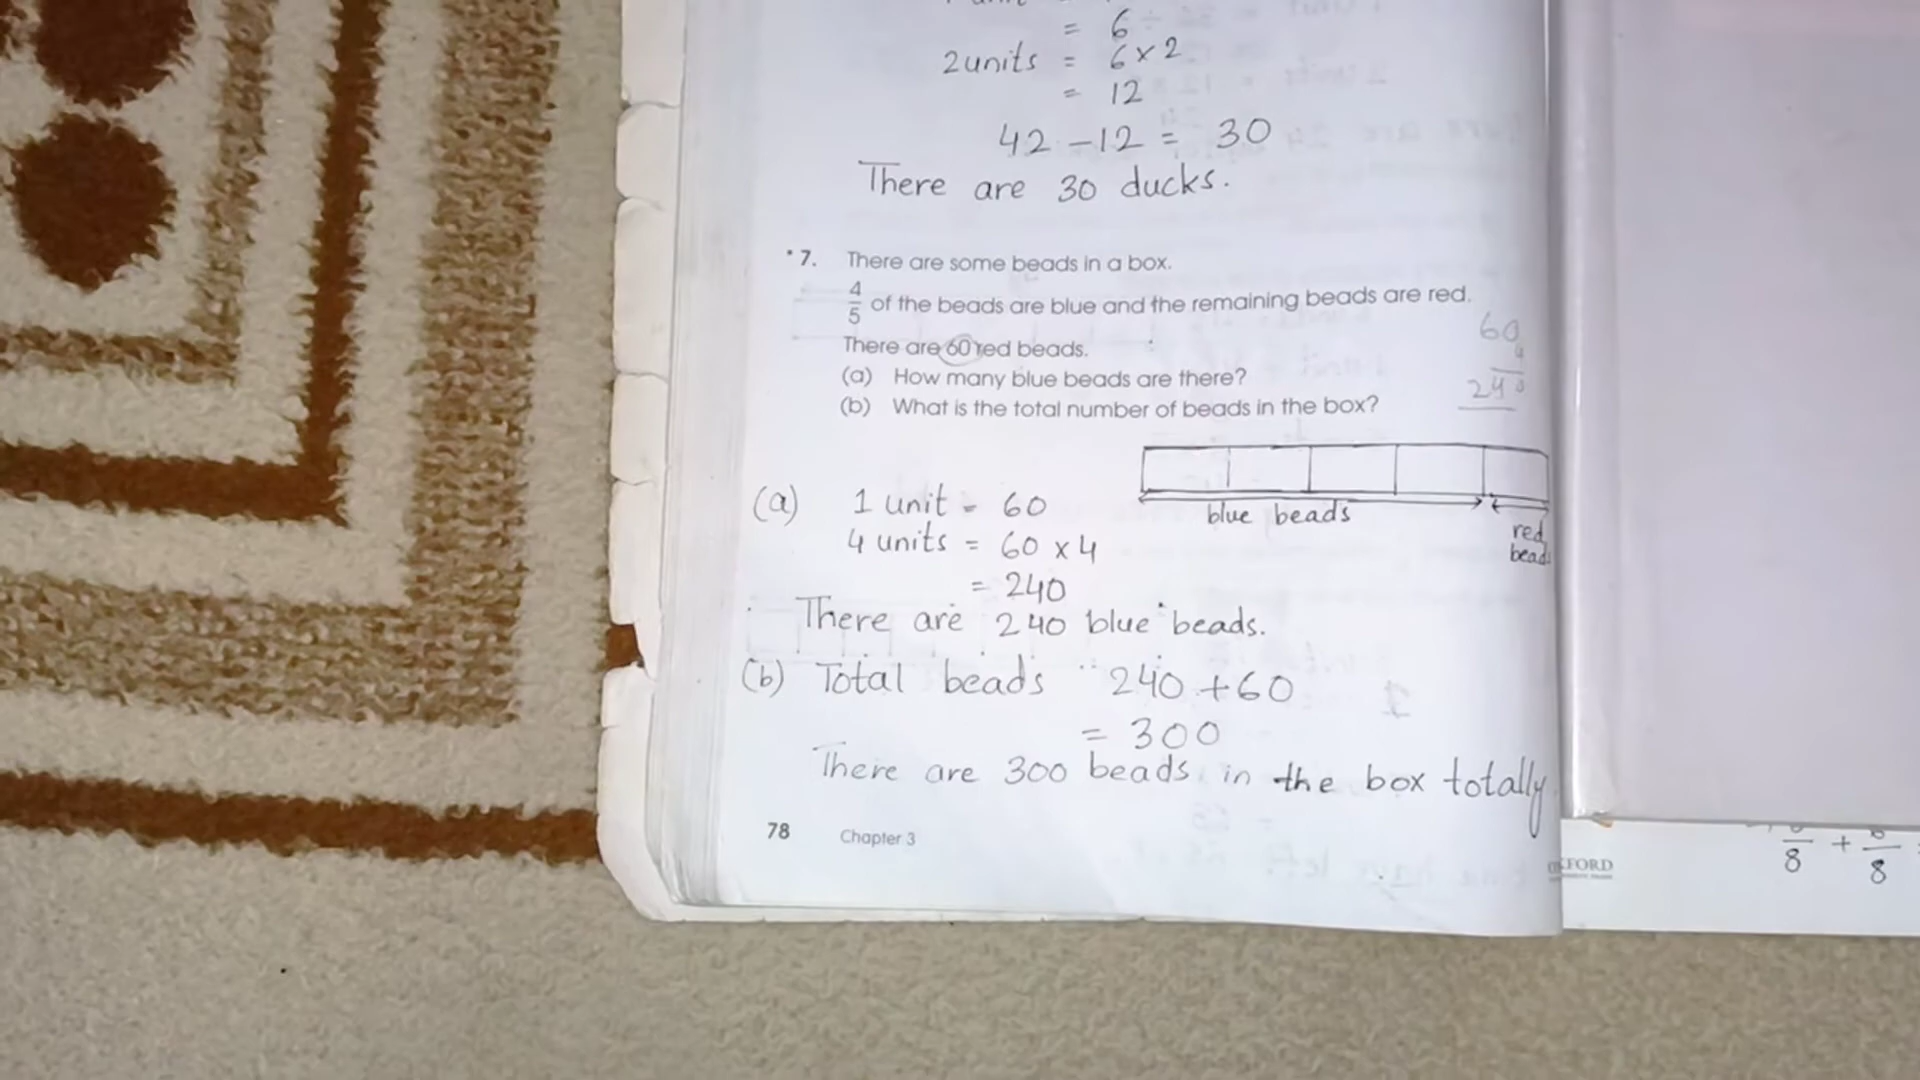 = 6
2 units = 6 x 2
= 12
42 - 12 = 30
There are 30 ducks.
* 7. There are some beads in a box.
4/5 of the beads are blue and the remaining beads are red.
There are 60 red beads.
(a) How many blue beads are there?
(b) What is the total number of beads in the box?
60
4
240
blue beads
red
bead
(a) 1 unit = 60
4 units = 60 x 4
= 240
There are 240 blue beads.
(b) Total beads 240 + 60
= 300
There are 300 beads in the box totally
78 Chapter 3
OXFORD
8 + 8